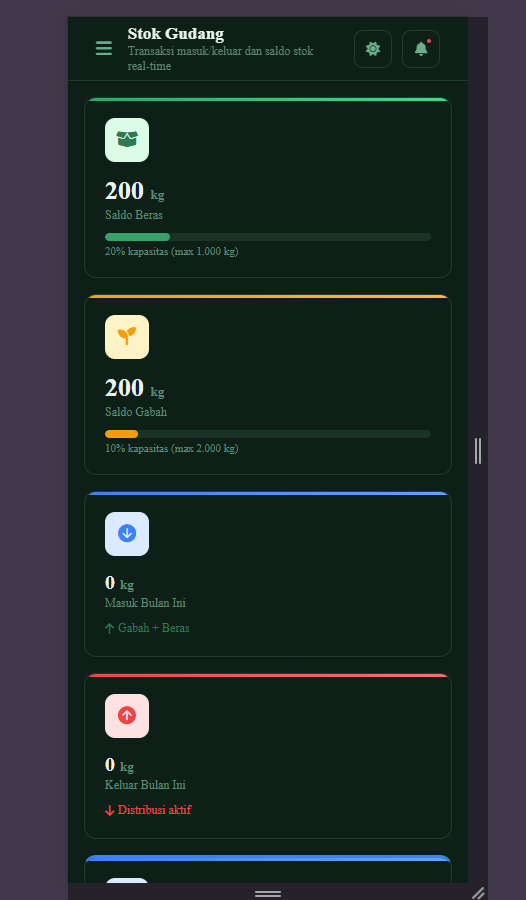 Stok Gudang
Transaksi masuk/keluar dan saldo stok
real-time
200 kg
Saldo Beras
20% kapasitas (max 1.000 kg)
200 kg
Saldo Gabah
10% kapasitas (max 2.000 kg)
0 kg
Masuk Bulan Ini
↑ Gabah + Beras
0 kg
Keluar Bulan Ini
↓ Distribusi aktif